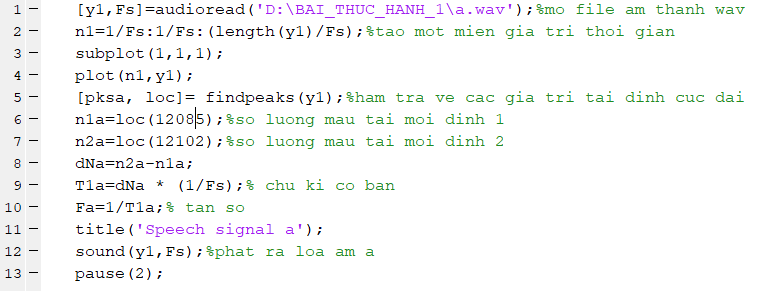 1 – [y1,Fs]=audioread('D:\BAI_THUC_HANH_1\a.wav');%mo file am thanh wav
2 – n1=1/Fs:1/Fs:(length(y1)/Fs);%tao mot mien gia tri thoi gian
3 – subplot(1,1,1);
4 – plot(n1,y1);
5 – [pksa, loc]= findpeaks(y1);%ham tra ve cac gia tri tai dinh cuc dai
6 – n1a=loc(12085);%so luong mau tai moi dinh 1
7 – n2a=loc(12102);%so luong mau tai moi dinh 2
8 – dNa=n2a-n1a;
9 – T1a=dNa * (1/Fs);% chu ki co ban
10 – Fa=1/T1a;% tan so
11 – title('Speech signal a');
12 – sound(y1,Fs);%phat ra loa am a
13 – pause(2);